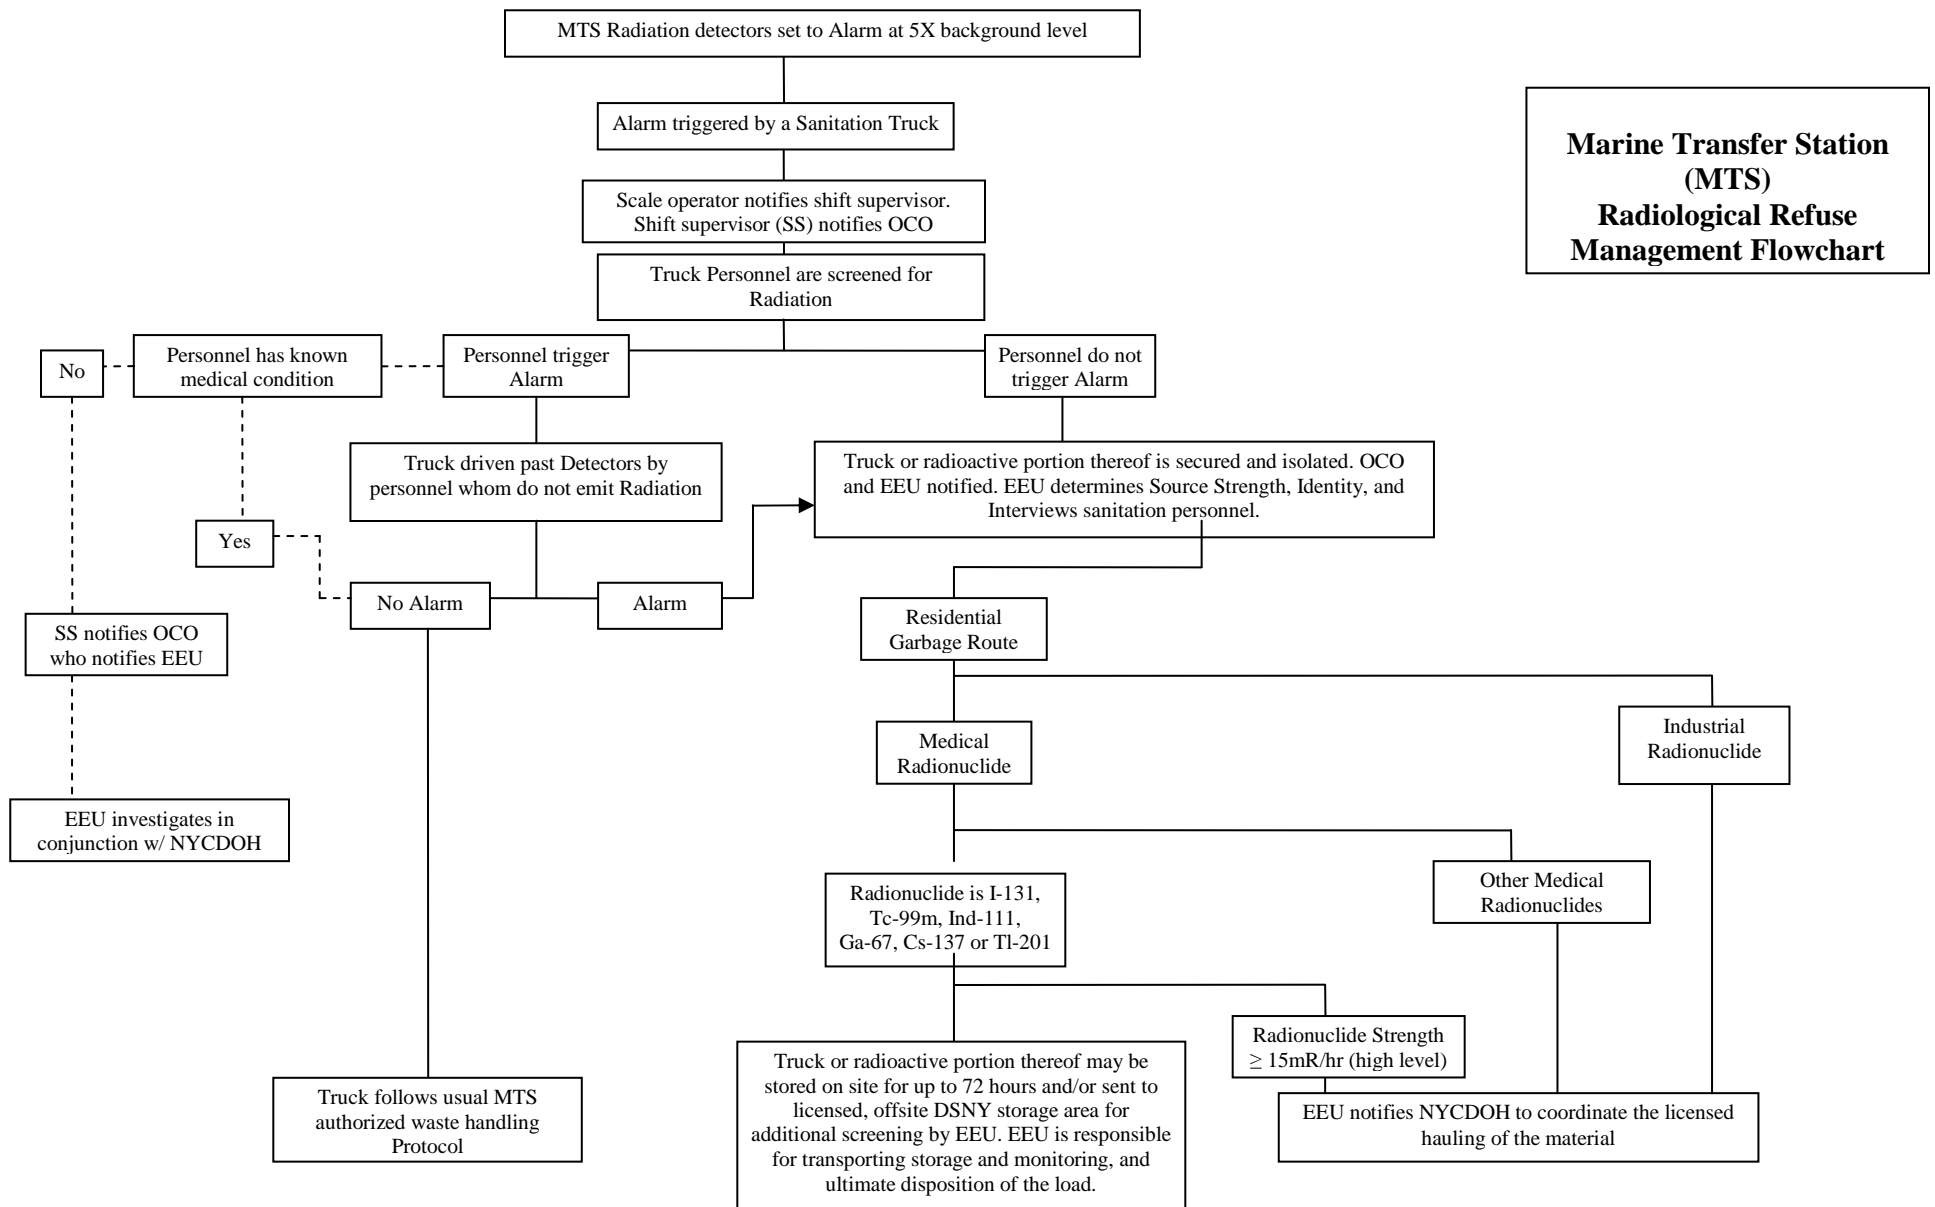 MTS Radiation detectors set to Alarm at 5X background level
Alarm triggered by a Sanitation Truck
Marine Transfer Station
(MTS)
Radiological Refuse
Management Flowchart
Scale operator notifies shift supervisor.
Shift supervisor (SS) notifies OCO
Truck Personnel are screened for
Radiation
No
Personnel has known
medical condition
Personnel trigger
Alarm
Personnel do not
trigger Alarm
Truck driven past Detectors by
personnel whom do not emit Radiation
Truck or radioactive portion thereof is secured and isolated. OCO
and EEU notified. EEU determines Source Strength, Identity, and
Interviews sanitation personnel.
Yes
No Alarm
Alarm
Residential
Garbage Route
SS notifies OCO
who notifies EEU
Medical
Radionuclide
Industrial
Radionuclide
EEU investigates in
conjunction w/ NYCDOH
Radionuclide is I-131,
Tc-99m, Ind-111,
Ga-67, Cs-137 or Tl-201
Other Medical
Radionuclides
Radionuclide Strength
≥ 15mR/hr (high level)
Truck follows usual MTS
authorized waste handling
Protocol
Truck or radioactive portion thereof may be
stored on site for up to 72 hours and/or sent to
licensed, offsite DSNY storage area for
additional screening by EEU. EEU is responsible
for transporting storage and monitoring, and
ultimate disposition of the load.
EEU notifies NYCDOH to coordinate the licensed
hauling of the material